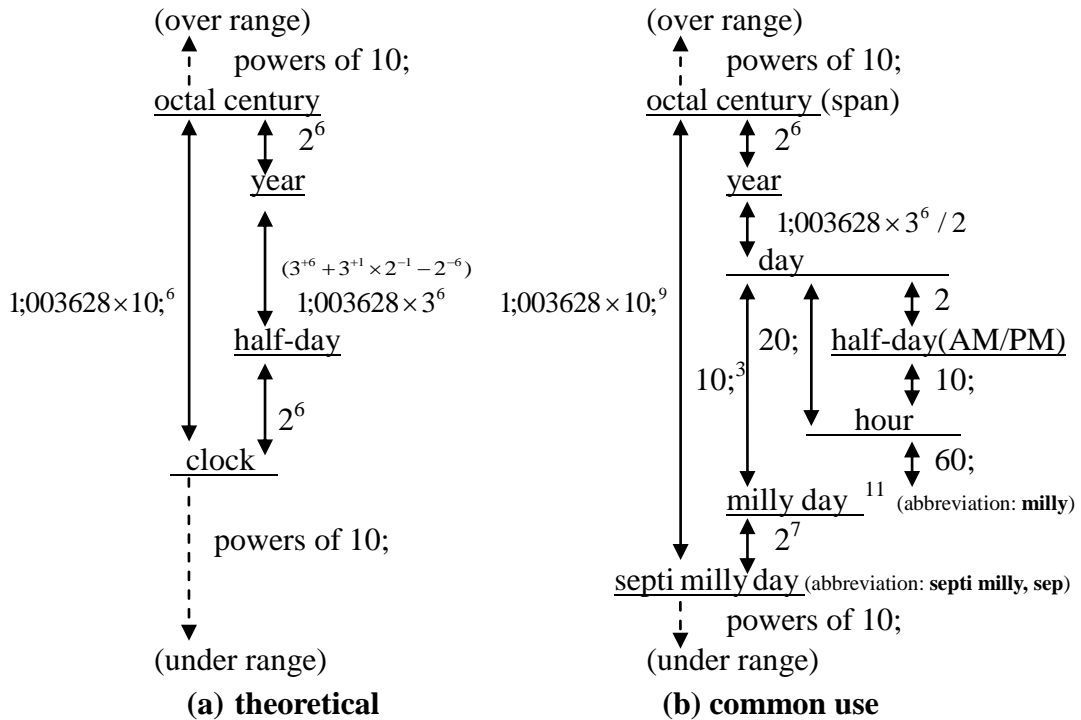 (over range)
powers of 10;
octal century
2^6
year
(3^{+6} + 3^{+1} × 2^{-1} − 2^{-6})
1;003628 × 10;^6
1;003628 × 3^6
half-day
2^6
clock
powers of 10;
(under range)
(a) theoretical
(over range)
powers of 10;
octal century (span)
2^6
year
1;003628 × 3^6 / 2
day
1;003628 × 10;^9
2
20;
half-day(AM/PM)
10;^3
10;
hour
60;
milly day ^11 (abbreviation: milly)
2^7
septi milly day (abbreviation: septi milly, sep)
powers of 10;
(under range)
(b) common use